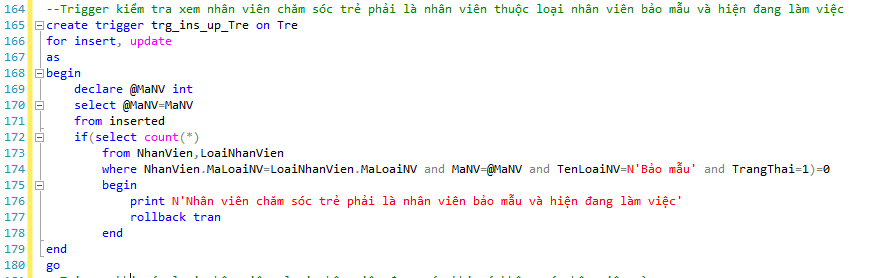 164 --Trigger kiểm tra xem nhân viên chăm sóc trẻ phải là nhân viên thuộc loại nhân viên bảo mẫu và hiện đang làm việc
165 create trigger trg_ins_up_Tre on Tre
166 for insert, update
167 as
168 begin
169 declare @MaNV int
170 select @MaNV=MaNV
171 from inserted
172 if(select count(*)
173 from NhanVien,LoaiNhanVien
174 where NhanVien.MaLoaiNV=LoaiNhanVien.MaLoaiNV and MaNV=@MaNV and TenLoaiNV=N'Bảo mẫu' and TrangThai=1)=0
175 begin
176 print N'Nhân viên chăm sóc trẻ phải là nhân viên bảo mẫu và hiện đang làm việc'
177 rollback tran
178 end
179 end
180 go